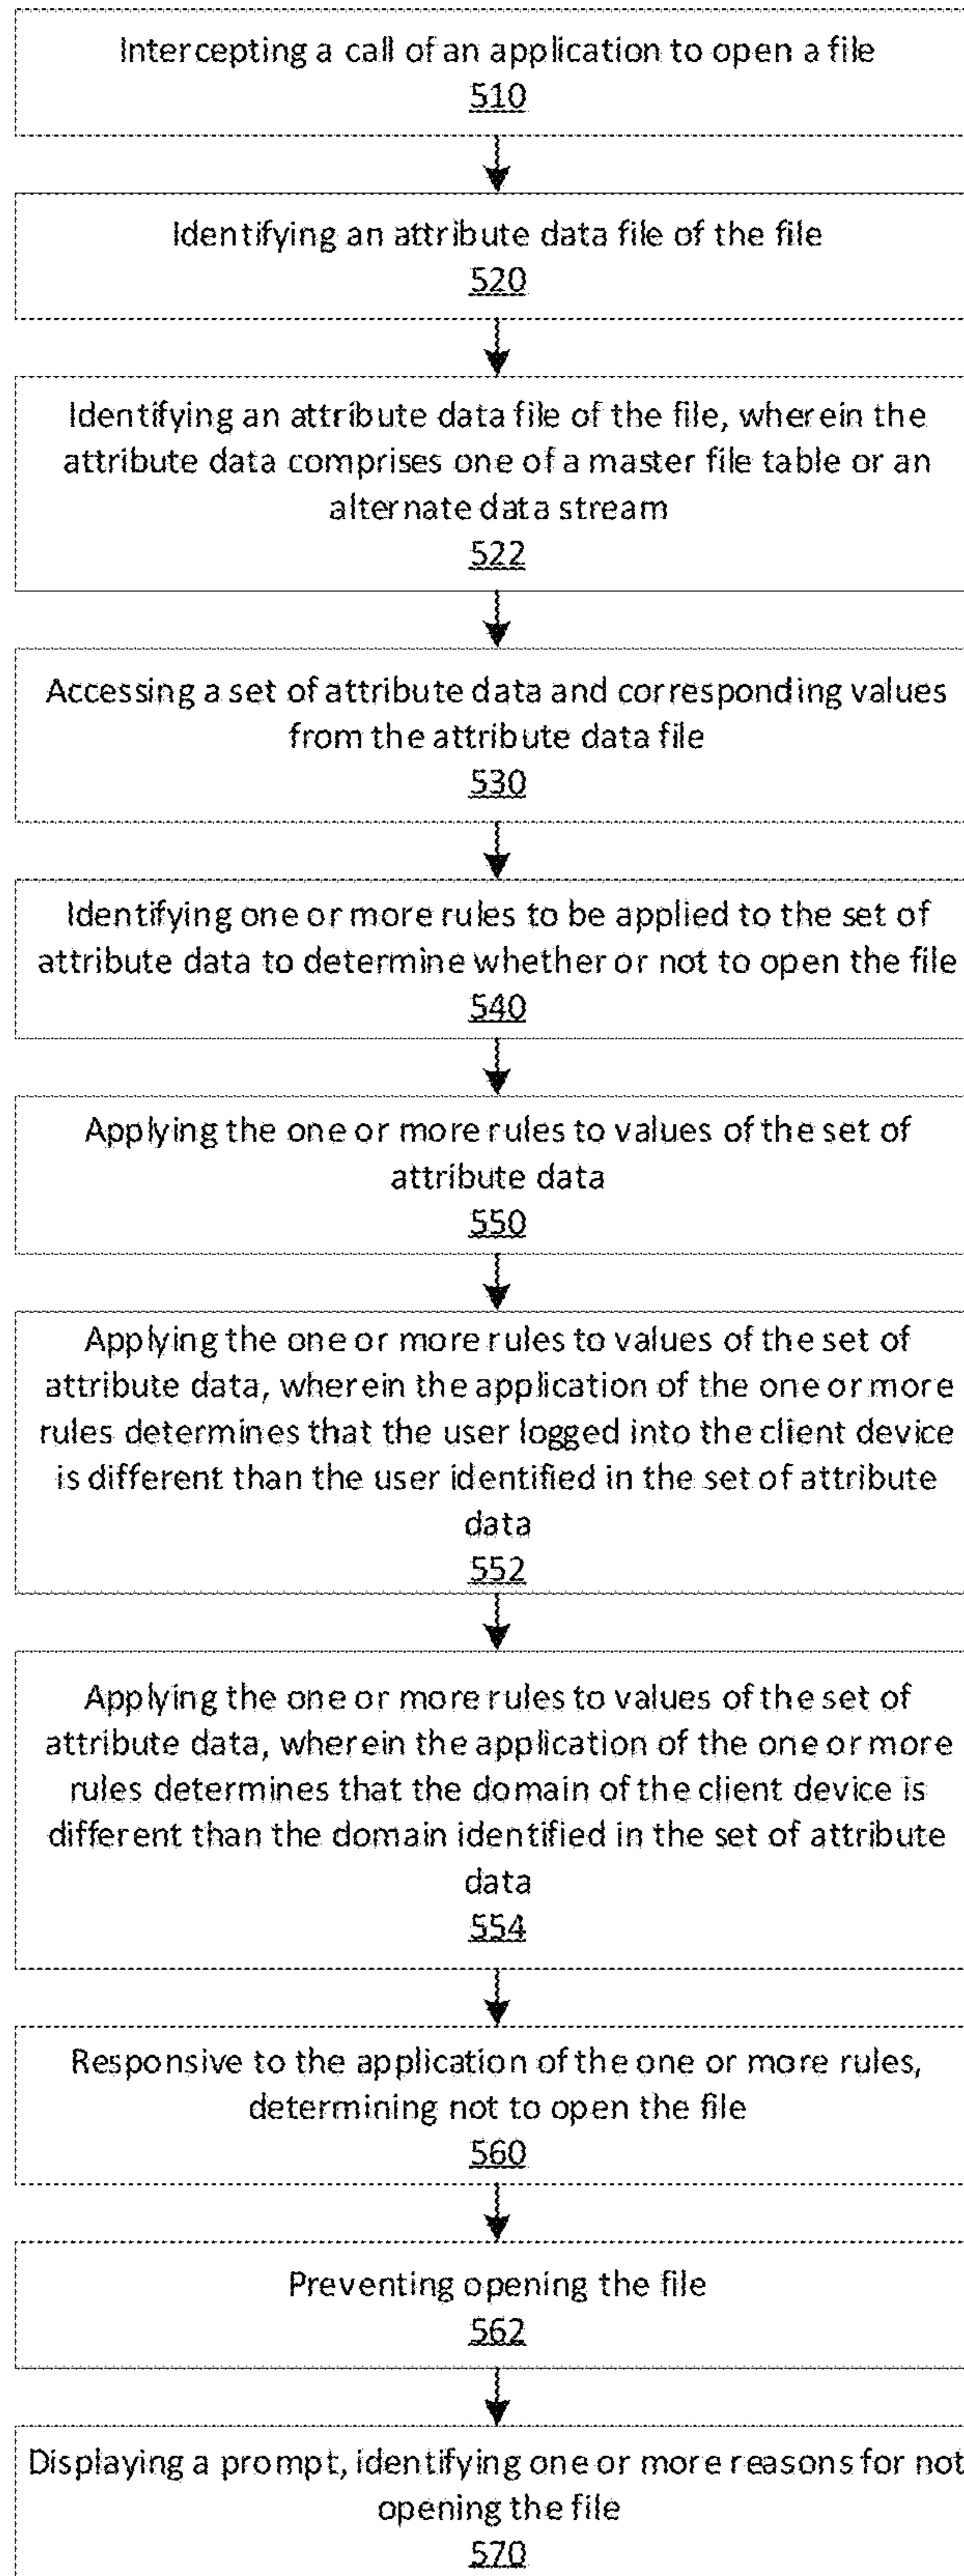 Intercepting a call of an application to open a file
510
Identifying an attribute data file of the file
520
Identifying an attribute data file of the file, wherein the
attribute data comprises one of a master file table or an
alternate data stream
522
Accessing a set of attribute data and corresponding values
from the attribute data file
530
Identifying one or more rules to be applied to the set of
attribute data to determine whether or not to open the file
540
Applying the one or more rules to values of the set of
attribute data
550
Applying the one or more rules to values of the set of
attribute data, wherein the application of the one or more
rules determines that the user logged into the client device
is different than the user identified in the set of attribute
data
552
Applying the one or more rules to values of the set of
attribute data, wherein the application of the one or more
rules determines that the domain of the client device is
different than the domain identified in the set of attribute
data
554
Responsive to the application of the one or more rules,
determining not to open the file
560
Preventing opening the file
562
Displaying a prompt, identifying one or more reasons for not
opening the file
570